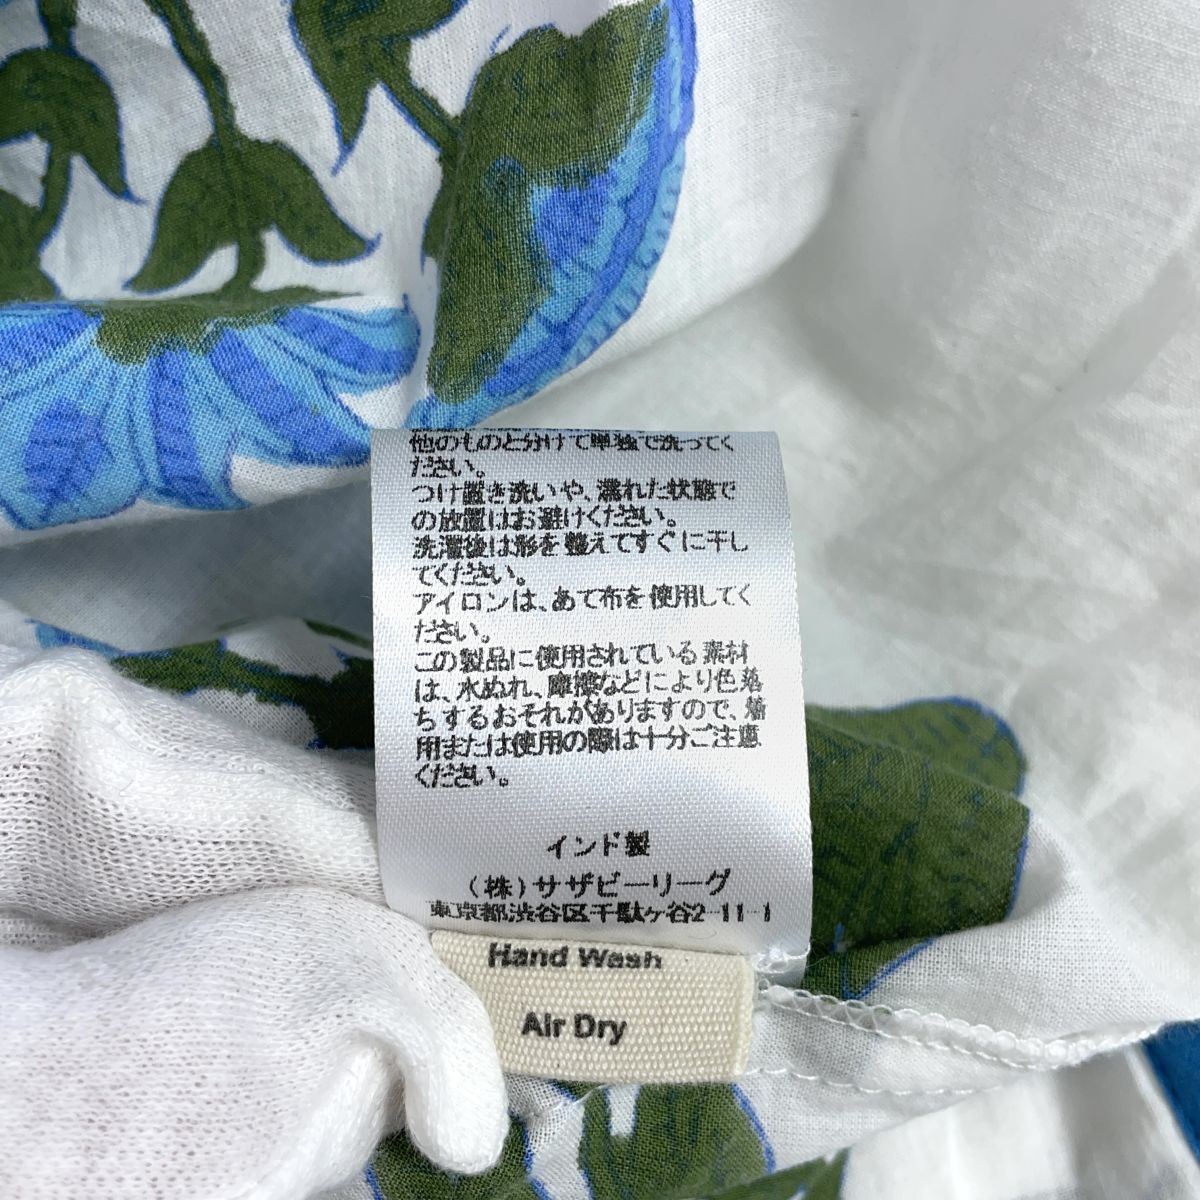 他のものと分けて単独で洗ってく
ださい。
つけ置き洗いや、濡れた状態で
の放置はお避けください。
洗濯後は形を整えてすぐに干し
てください。
アイロンは、あて布を使用してく
ださい。
この製品に使用されている素材
は、水ぬれ、摩擦などにより色落
ちするおそれがありますので、着
用または使用の際は十分ご注意
ください。
インド製
(株)サザビーリーグ
東京都渋谷区千駄ヶ谷2-11-1
Hand Wash
Air Dry